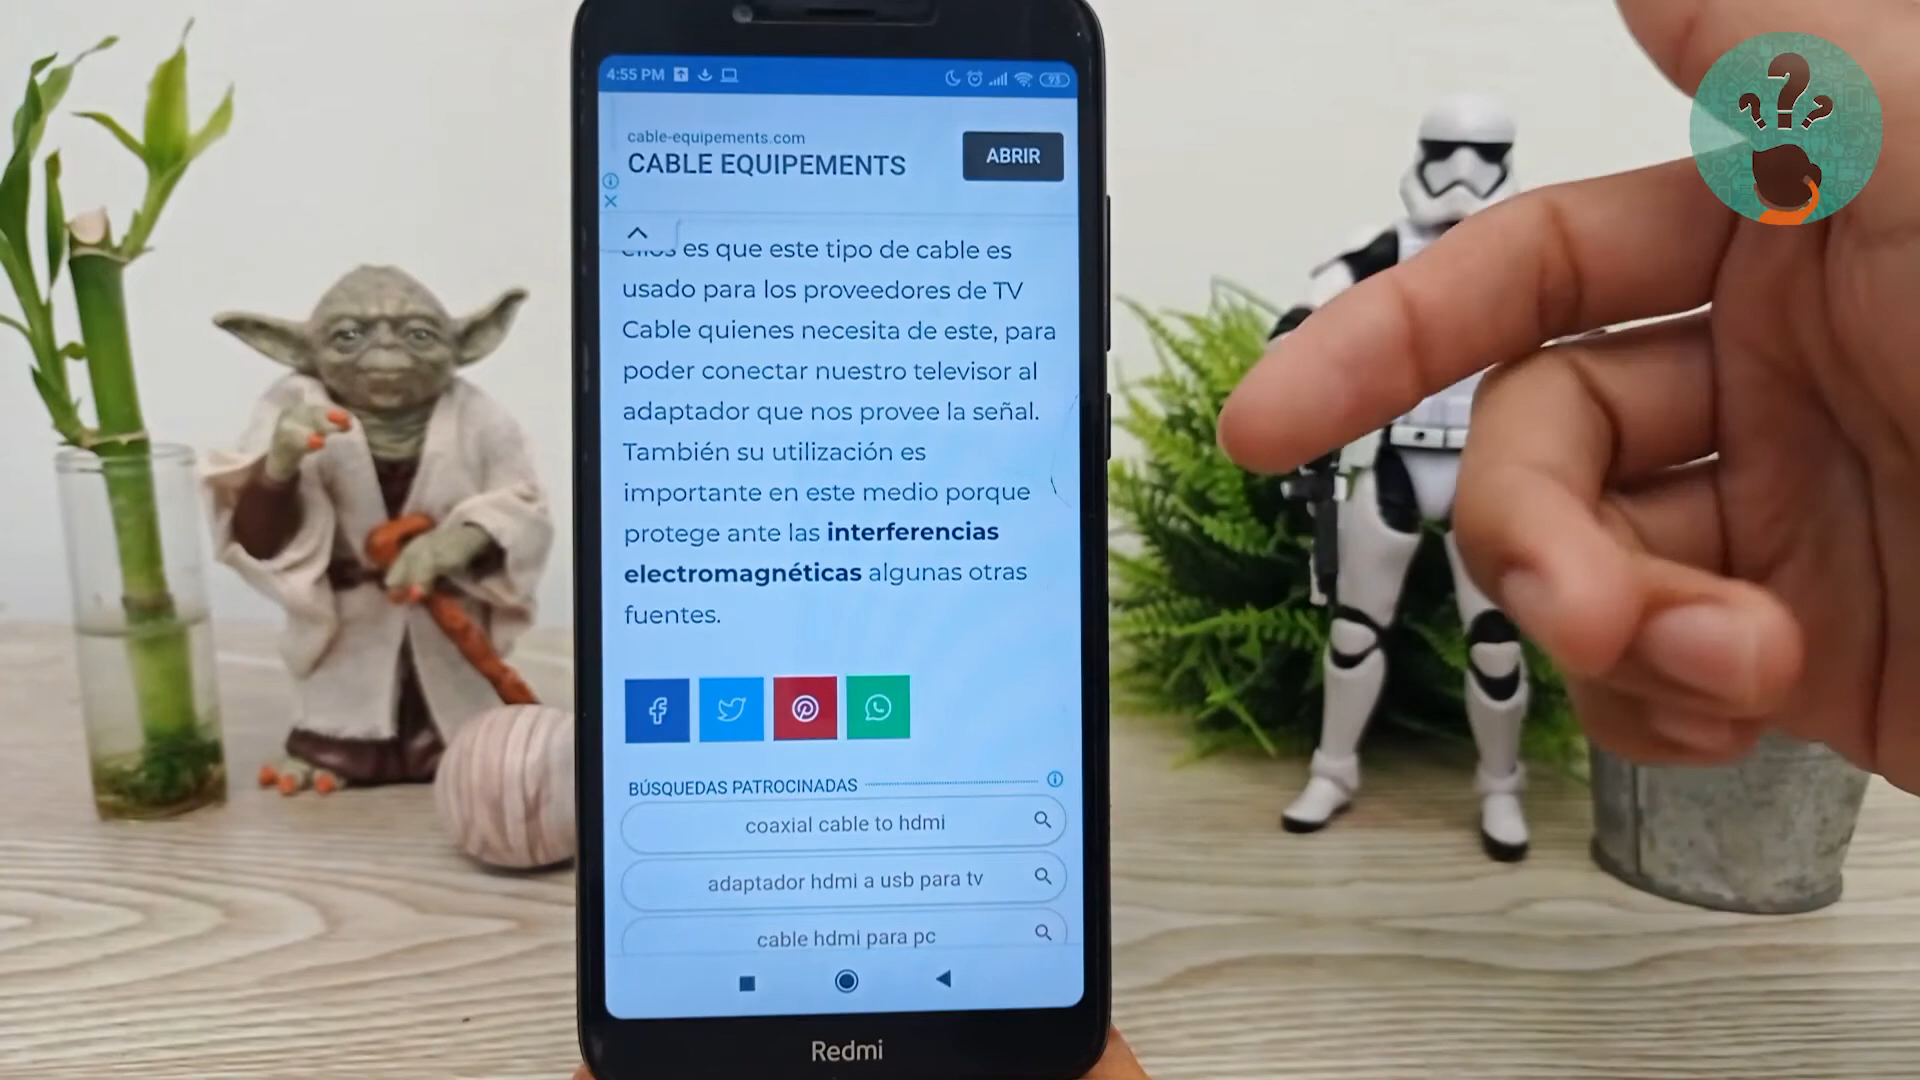 4:55 PM
93
cable-equipements.com
CABLE EQUIPEMENTS
ABRIR
es que este tipo de cable es
usado para los proveedores de TV
Cable quienes necesita de este, para
poder conectar nuestro televisor al
adaptador que nos provee la señal.
También su utilización es
importante en este medio porque
protege ante las interferencias
electromagnéticas algunas otras
fuentes.
BÚSQUEDAS PATROCINADAS
coaxial cable to hdmi
adaptador hdmi a usb para tv
cable hdmi para pc
Redmi